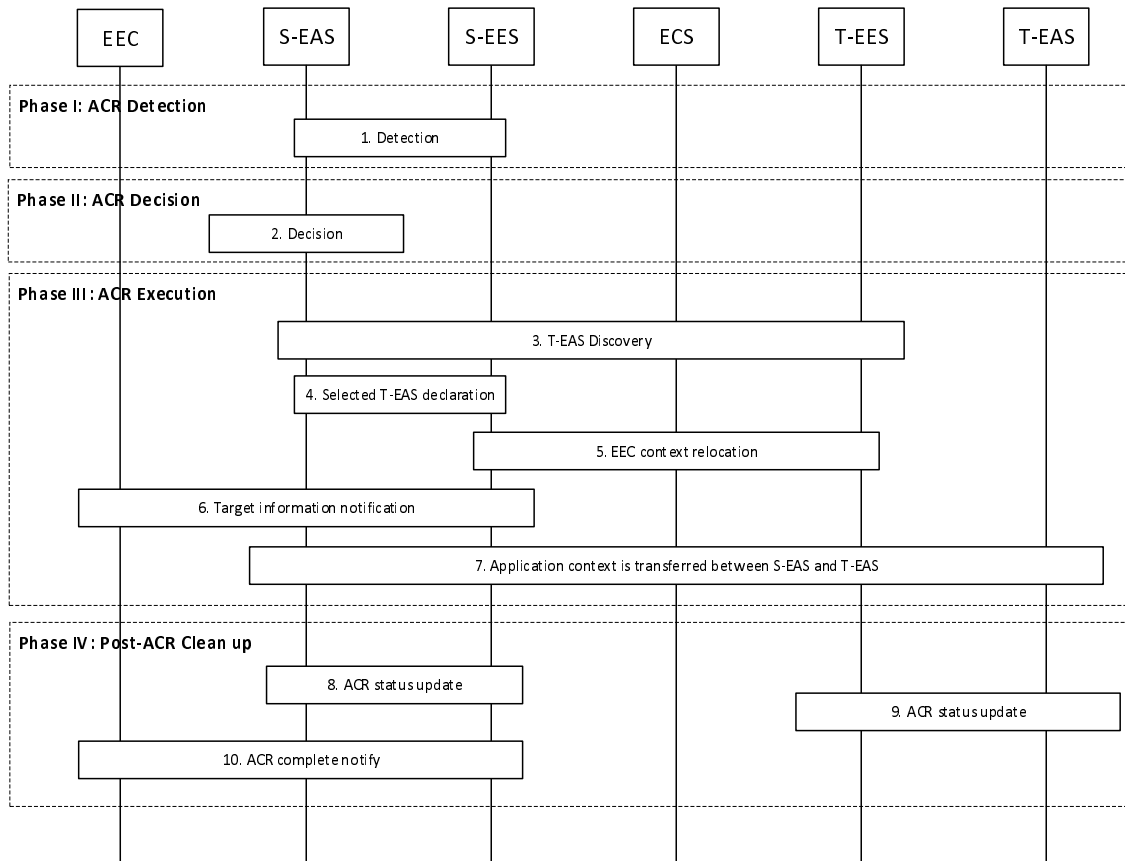 EEC
S-EAS
S-EES
ECS
T-EES
T-EAS
Phase I: ACR Detection
1. Detection
Phase II: ACR Decision
2. Decision
Phase III: ACR Execution
3. T-EAS Discovery
4. Selected T-EAS declaration
5. EEC context relocation
6. Target information notification
7. Application context is transferred between S-EAS and T-EAS
Phase IV: Post-ACR Clean up
8. ACR status update
9. ACR status update
10. ACR complete notify